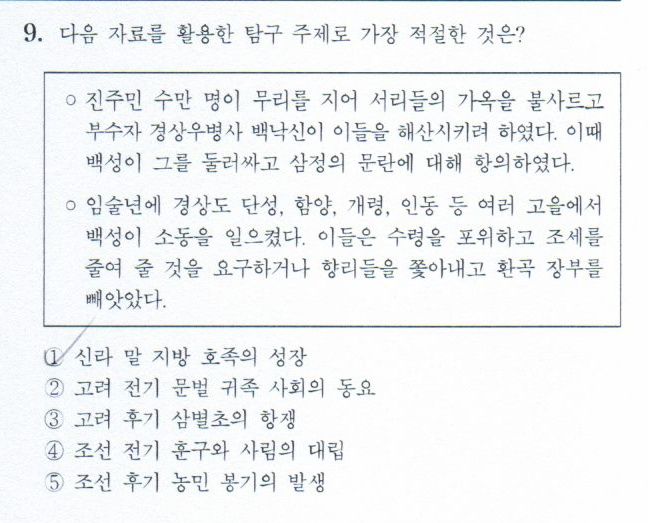 9. 다음 자료를 활용한 탐구 주제로 가장 적절한 것은?
○ 진주민 수만 명이 무리를 지어 서리들의 가옥을 불사르고
부수자 경상우병사 백낙신이 이들을 해산시키려 하였다. 이때
백성이 그를 둘러싸고 삼정의 문란에 대해 항의하였다.
○ 임술년에 경상도 단성, 함양, 개령, 인동 등 여러 고을에서
백성이 소동을 일으켰다. 이들은 수령을 포위하고 조세를
줄여 줄 것을 요구하거나 향리들을 쫓아내고 환곡 장부를
빼앗았다.
① 신라 말 지방 호족의 성장
② 고려 전기 문벌 귀족 사회의 동요
③ 고려 후기 삼별초의 항쟁
④ 조선 전기 훈구와 사림의 대립
⑤ 조선 후기 농민 봉기의 발생